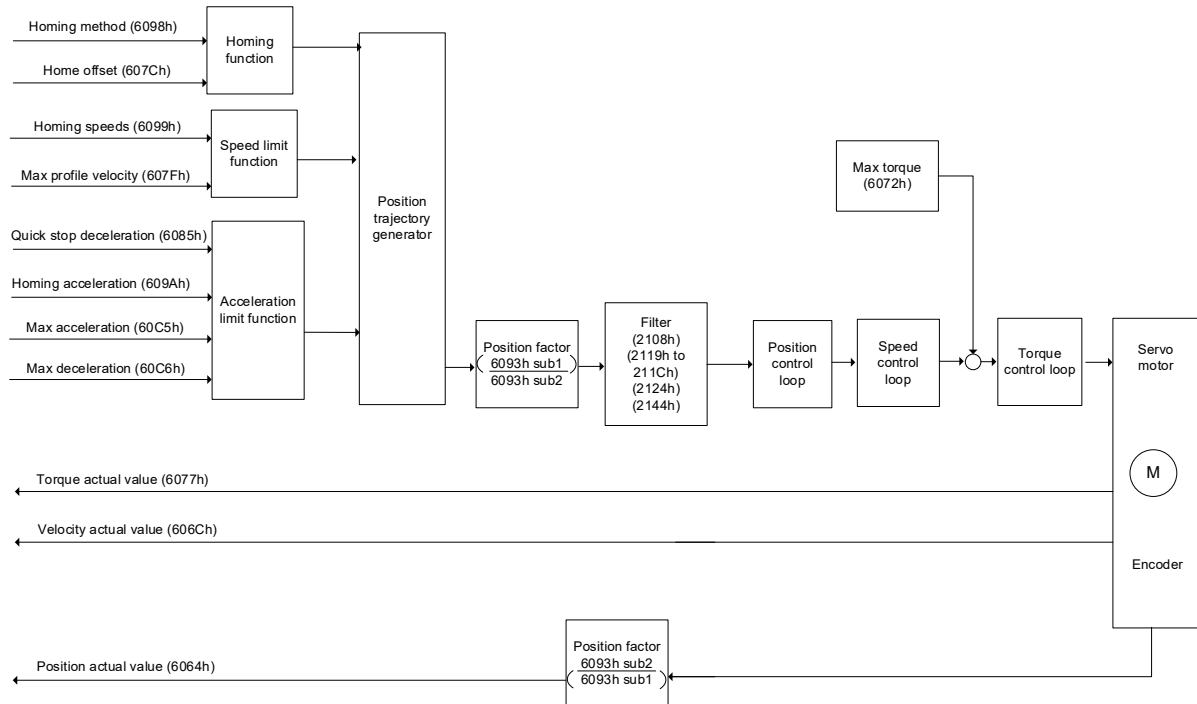 Homing method (6098h)
Home offset (607Ch)
Homing
function
Homing speeds (6099h)
Max profile velocity (607Fh)
Speed limit
function
Quick stop deceleration (6085h)
Homing acceleration (609Ah)
Max acceleration (60C5h)
Max deceleration (60C6h)
Acceleration
limit function
Position
trajectory
generator
Position factor
(6093h sub1
6093h sub2)
Filter
(2108h)
(2119h to
211Ch)
(2124h)
(2144h)
Position
control
loop
Speed
control
loop
Max torque
(6072h)
Torque
control loop
Servo
motor
M
Encoder
Torque actual value (6077h)
Velocity actual value (606Ch)
Position actual value (6064h)
Position factor
(6093h sub2
6093h sub1)